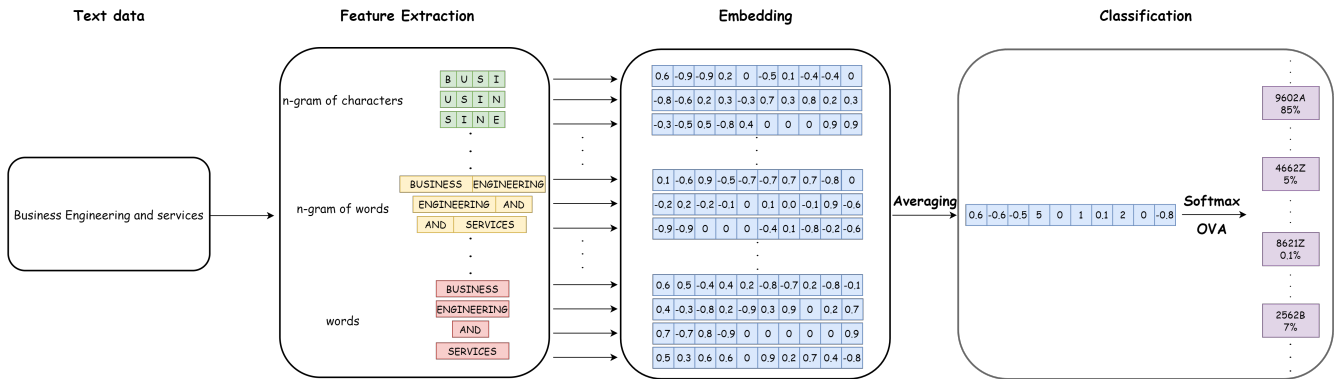 Text data
Feature Extraction
Embedding
Classification
Business Engineering and services
n-gram of characters
B U S I
U S I N
S I N E
n-gram of words
BUSINESS ENGINEERING
ENGINEERING AND
AND SERVICES
words
BUSINESS
ENGINEERING
AND
SERVICES
0.6 -0.9 -0.9 0.2 0 -0.5 0.1 -0.4 -0.4 0
-0.8 -0.6 0.2 0.3 -0.3 0.7 0.3 0.8 0.2 0.3
-0.3 -0.5 0.5 -0.8 0.4 0 0 0 0.9 0.9
0.1 -0.6 0.9 -0.5 -0.7 -0.7 0.7 0.7 -0.8 0
-0.2 0.2 -0.2 -0.1 0 0.1 0.0 -0.1 0.9 -0.6
-0.9 -0.9 0 0 0 -0.4 0.1 -0.8 -0.2 -0.6
0.6 0.5 -0.4 0.4 0.2 -0.8 -0.7 0.2 -0.8 -0.1
0.4 -0.3 -0.8 0.2 -0.9 0.3 0.9 0 0.2 0.7
0.7 -0.7 0.8 -0.9 0 0 0 0 0 0.9
0.5 0.3 0.6 0.6 0 0.9 0.2 0.7 0.4 -0.8
Averaging
0.6 -0.6 -0.5 5 0 1 0.1 2 0 -0.8
Softmax
OVA
9602A
85%
4662Z
5%
8621Z
0,1%
2562B
7%